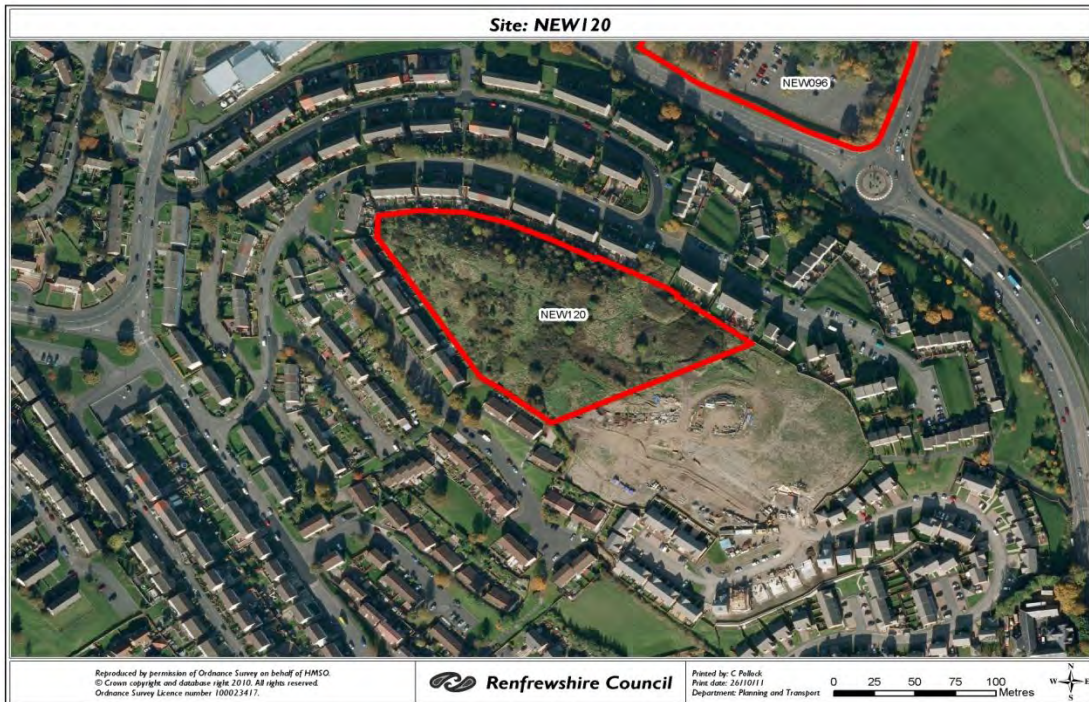 Site: NEW120
NEW096
NEW120
Reproduced by permission of Ordnance Survey on behalf of HMSO.
© Crown copyright and database right 2010. All rights reserved.
Ordnance Survey Licence number 100023417.
Renfrewshire Council
Printed by: C Pollock
Print date: 26/10/11
Department: Planning and Transport
0 25 50 75 100
Metres
N
W E
S